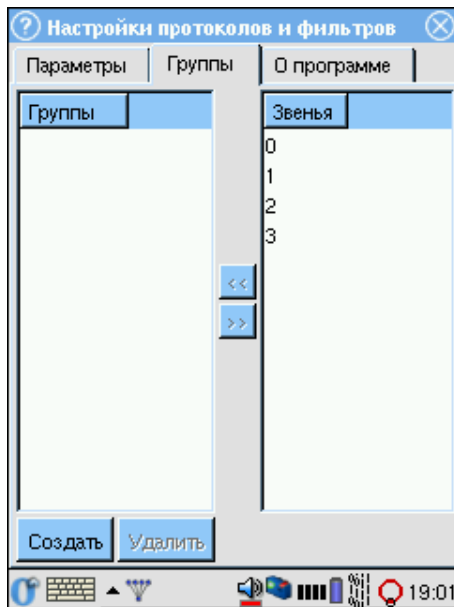 ? Настройки протоколов и фильтров
Параметры Группы О программе
Группы Звенья
0
1
2
3
<<
>>
Создать Удалить
19:01